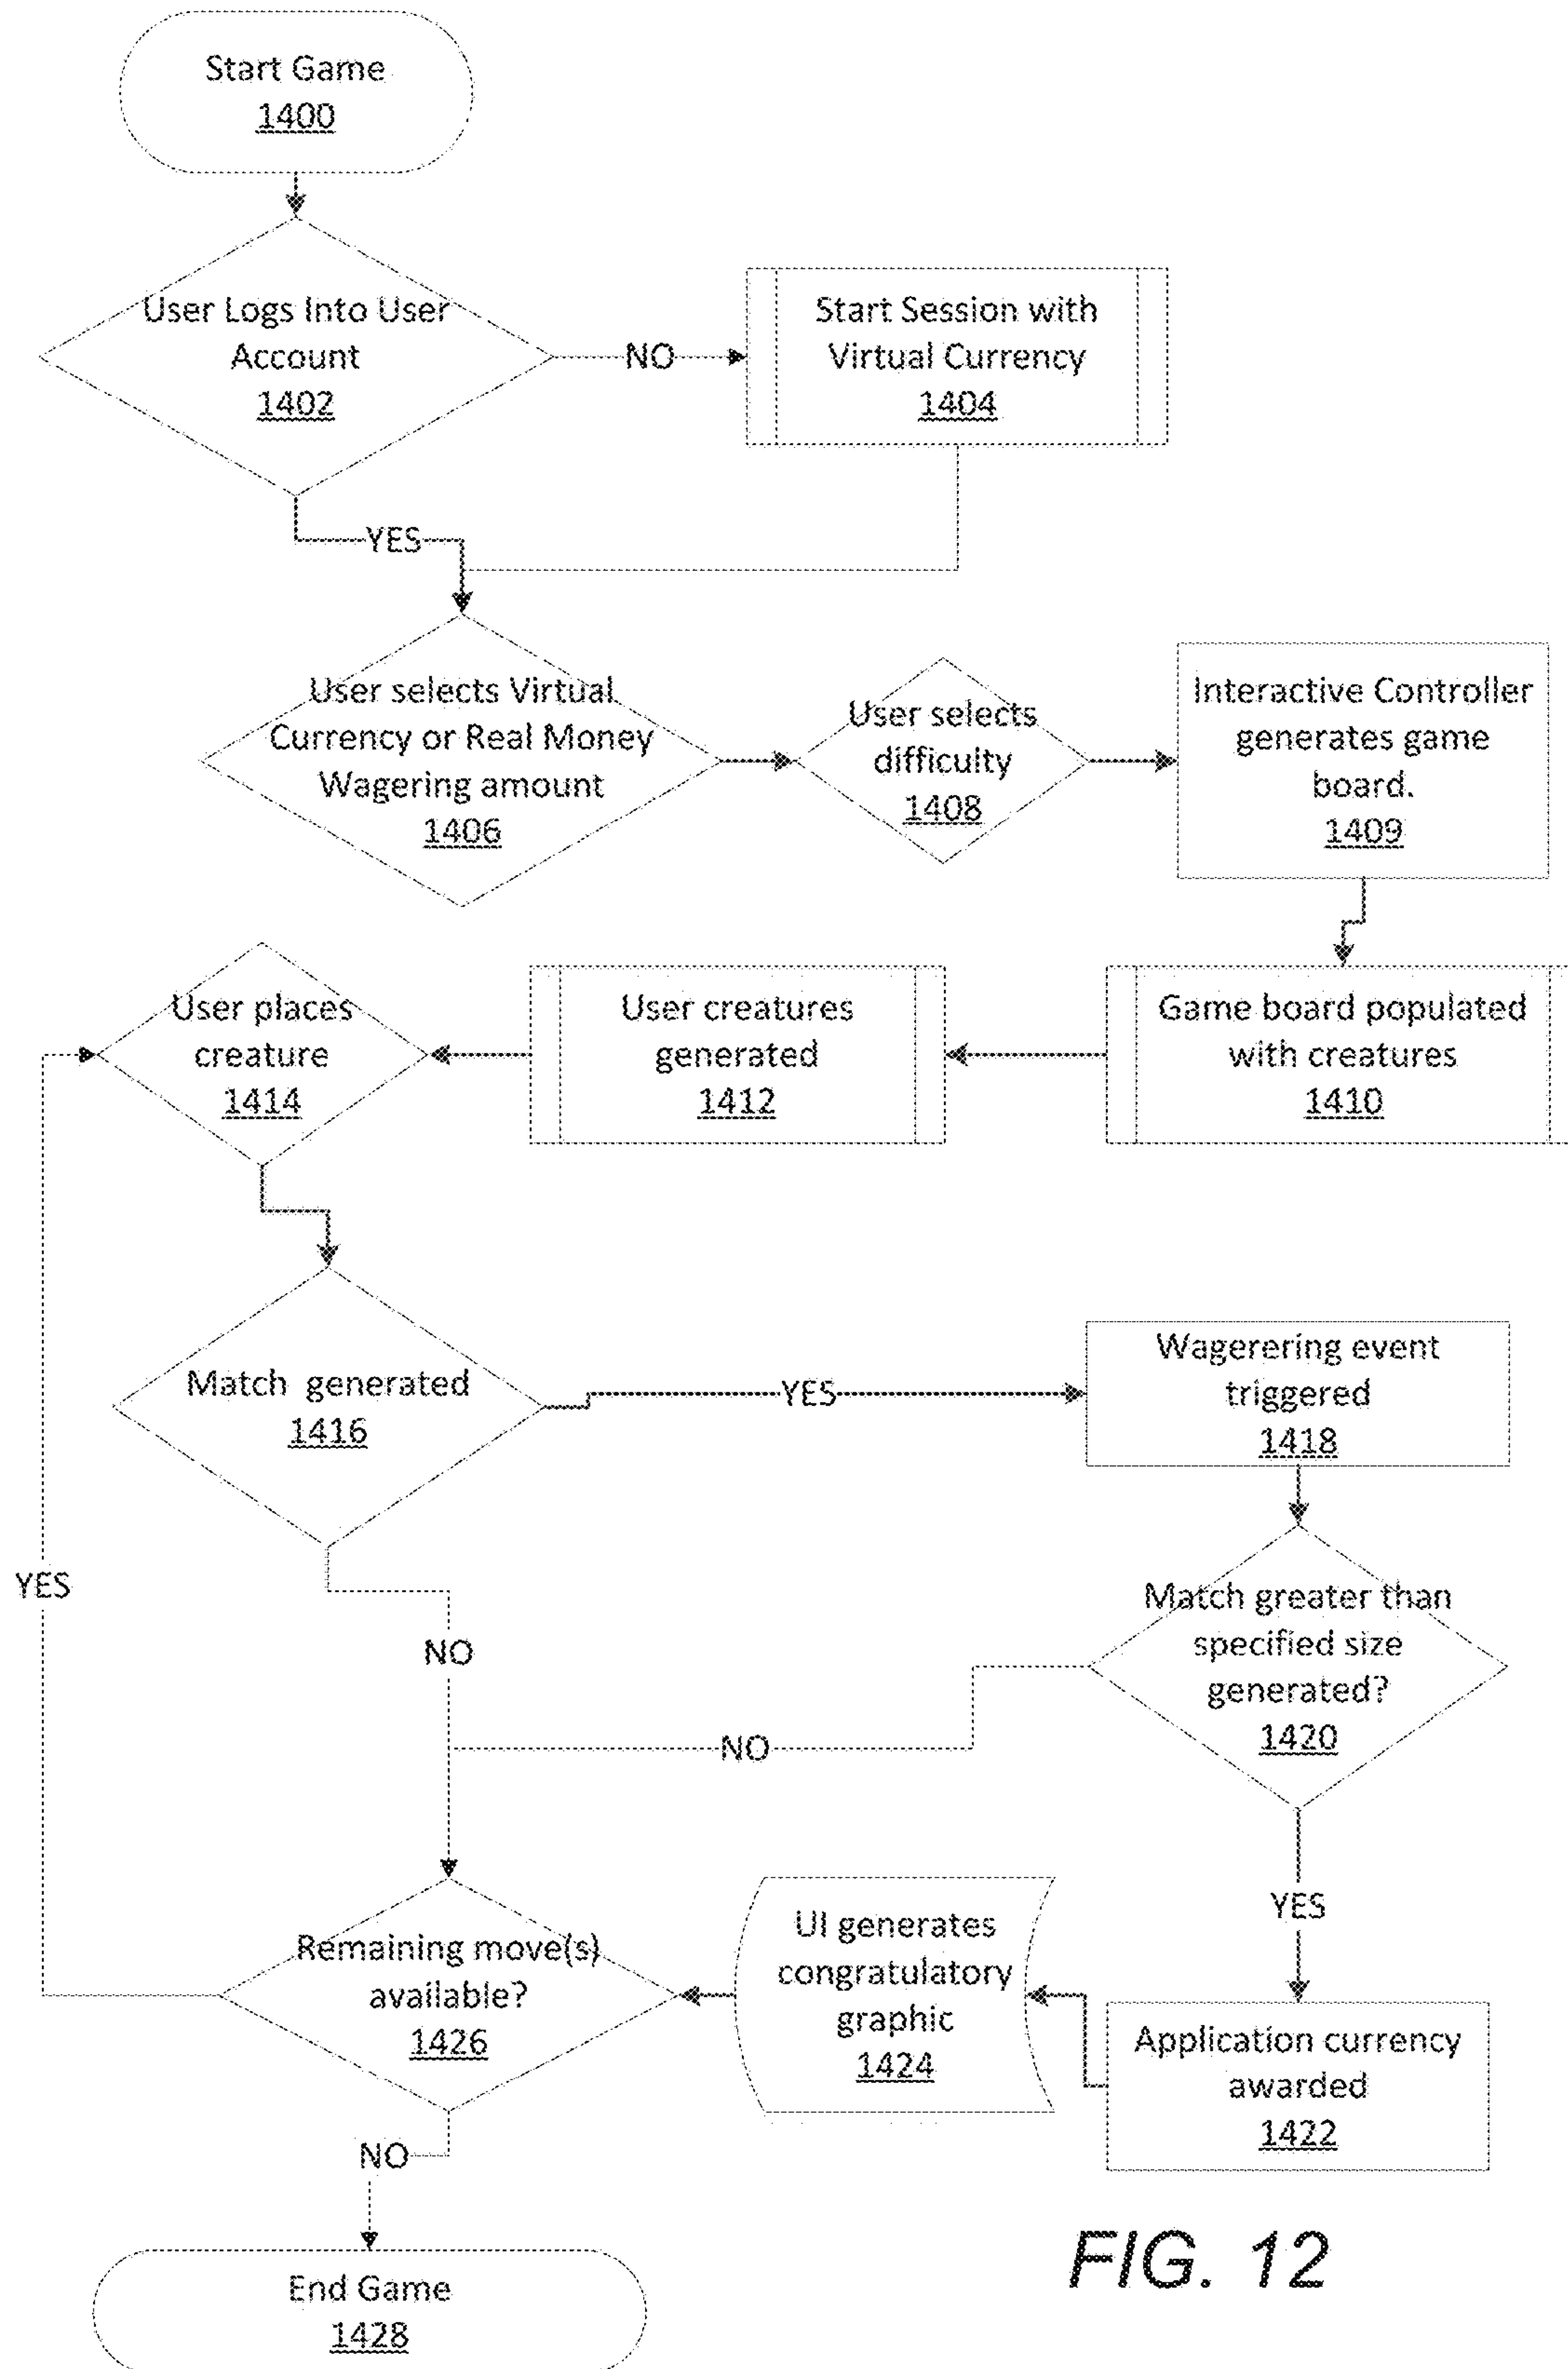 Start Game
1400
User Logs Into User
Account
1402
NO
Start Session with
Virtual Currency
1404
YES
User selects Virtual
Currency or Real Money
Wagering amount
1406
User selects
difficulty
1408
Interactive Controller
generates game
board.
1409
Game board populated
with creatures
1410
User creatures
generated
1412
User places
creature
1414
Match generated
1416
YES
Wagerering event
triggered
1418
YES
NO
Match greater than
specified size
generated?
1420
NO
YES
Application currency
awarded
1422
UI generates
congratulatory
graphic
1424
Remaining move(s)
available?
1426
NO
End Game
1428
FIG. 12